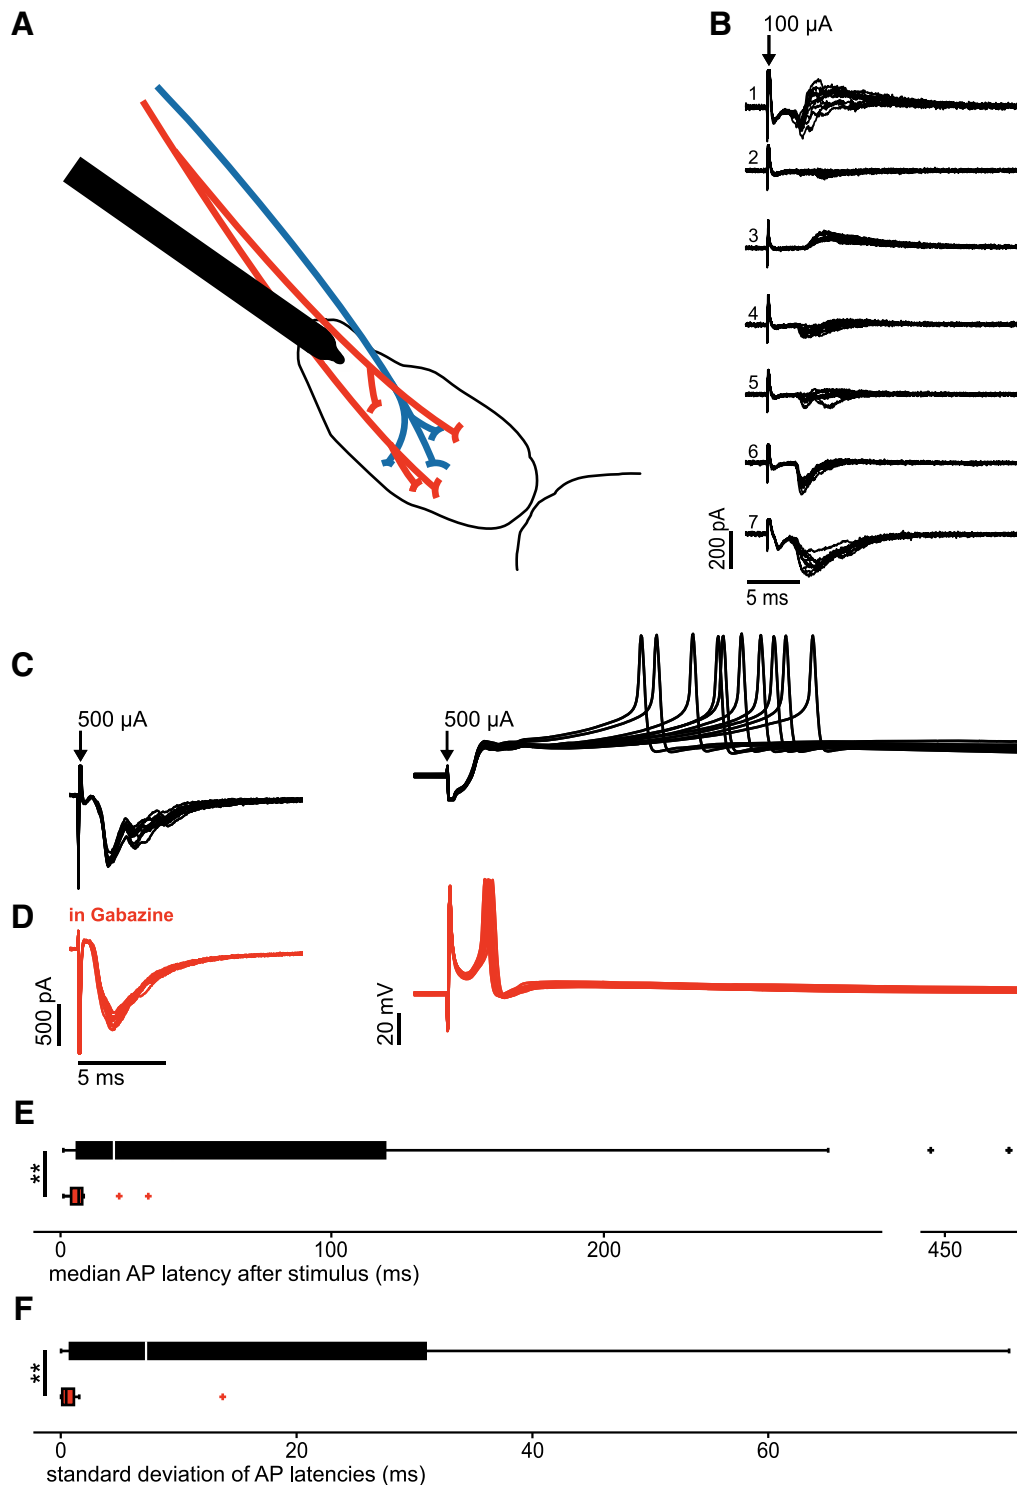 A
B
100 µA
1
2
3
4
5
6
7
200 pA
5 ms
C
500 µA
500 µA
D
in Gabazine
500 pA
20 mV
5 ms
E
**
0
100
200
450
median AP latency after stimulus (ms)
F
**
0
20
40
60
standard deviation of AP latencies (ms)